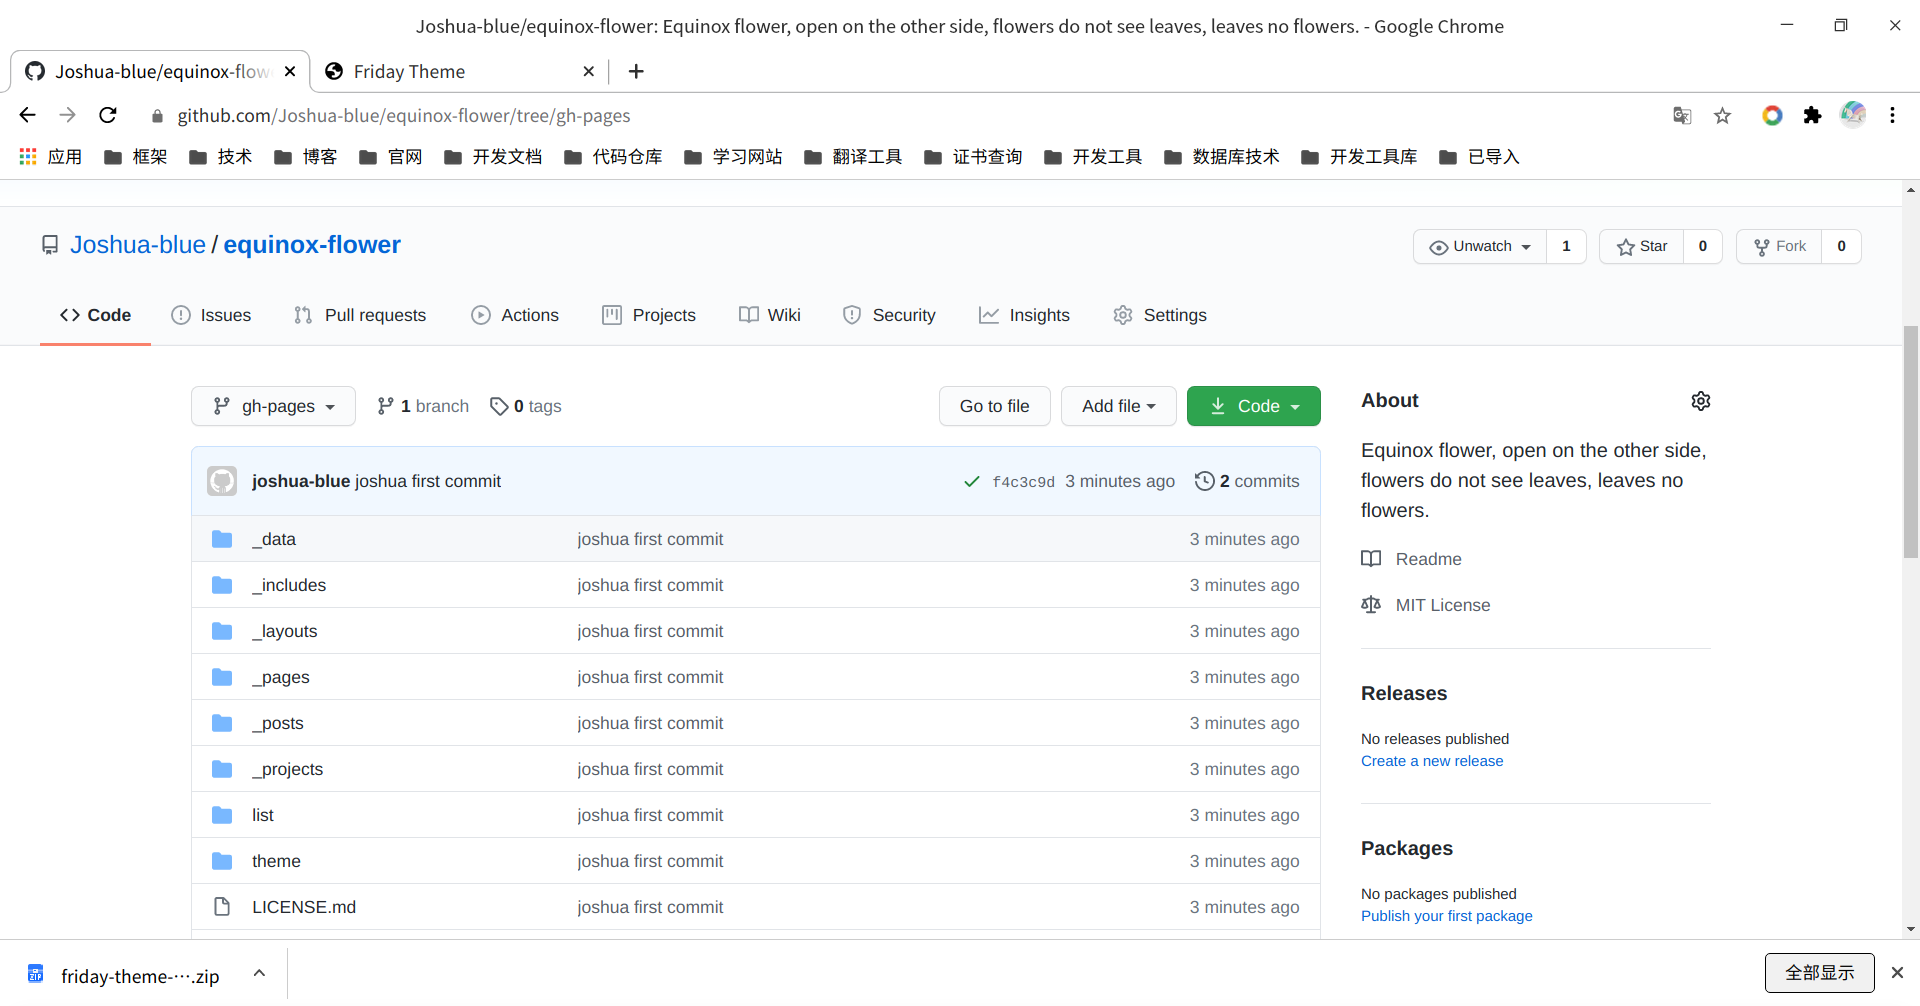 Joshua-blue/equinox-flower: Equinox flower, open on the other side, flowers do not see leaves, leaves no flowers. - Google Chrome
Joshua-blue/equinox-flow
Friday Theme
github.com/Joshua-blue/equinox-flower/tree/gh-pages
应用 框架 技术 博客 官网 开发文档 代码仓库 学习网站 翻译工具 证书查询 开发工具 数据库技术 开发工具库 已导入
Joshua-blue / equinox-flower
Unwatch 1 Star 0 Fork 0
Code Issues Pull requests Actions Projects Wiki Security Insights Settings
gh-pages 1 branch 0 tags Go to file Add file Code
joshua-blue joshua first commit f4c3c9d 3 minutes ago 2 commits
_data joshua first commit 3 minutes ago
_includes joshua first commit 3 minutes ago
_layouts joshua first commit 3 minutes ago
_pages joshua first commit 3 minutes ago
_posts joshua first commit 3 minutes ago
_projects joshua first commit 3 minutes ago
list joshua first commit 3 minutes ago
theme joshua first commit 3 minutes ago
LICENSE.md joshua first commit 3 minutes ago
About
Equinox flower, open on the other side,
flowers do not see leaves, leaves no
flowers.
Readme
MIT License
Releases
No releases published
Create a new release
Packages
No packages published
Publish your first package
ZIP
friday-theme-⋯.zip
全部显示